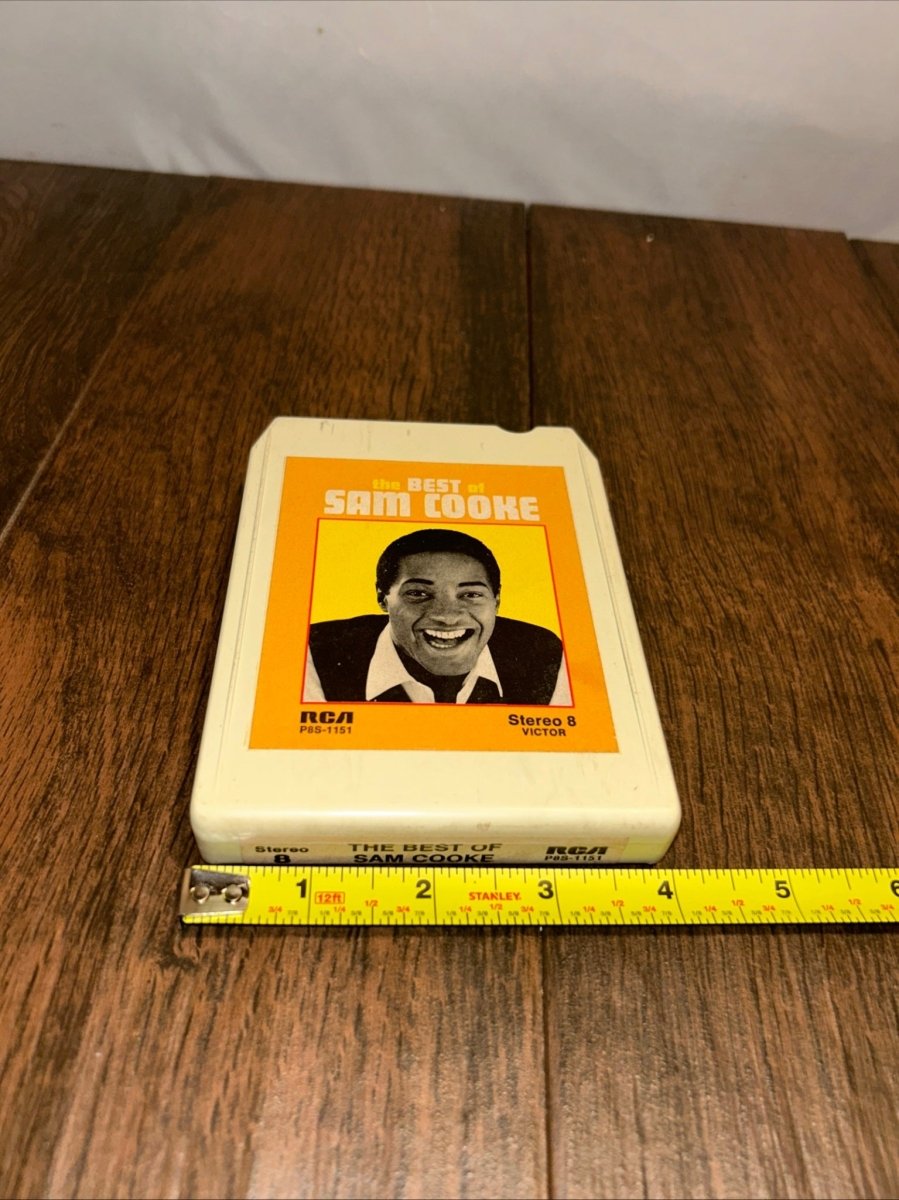 the BEST of
SAM COOKE
RCA Stereo 8
P8S-1151 VICTOR
Stereo THE BEST OF RCA
8 SAM COOKE P8S-1151
1 12ft 2 STANLEY 3 4 5 6